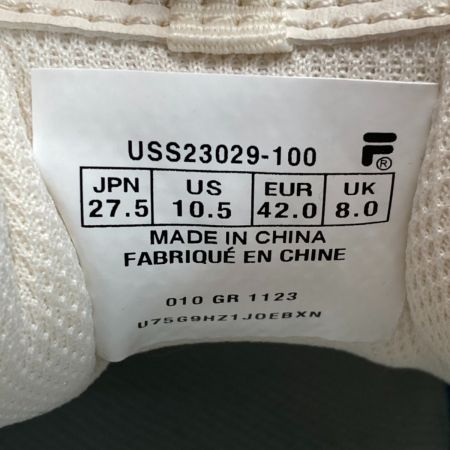 USS23029-100
F®
JPN US EUR UK
27.5 10.5 42.0 8.0
MADE IN CHINA
FABRIQUÉ EN CHINE
010 GR 1123
U75G9HZ1J0EBXN